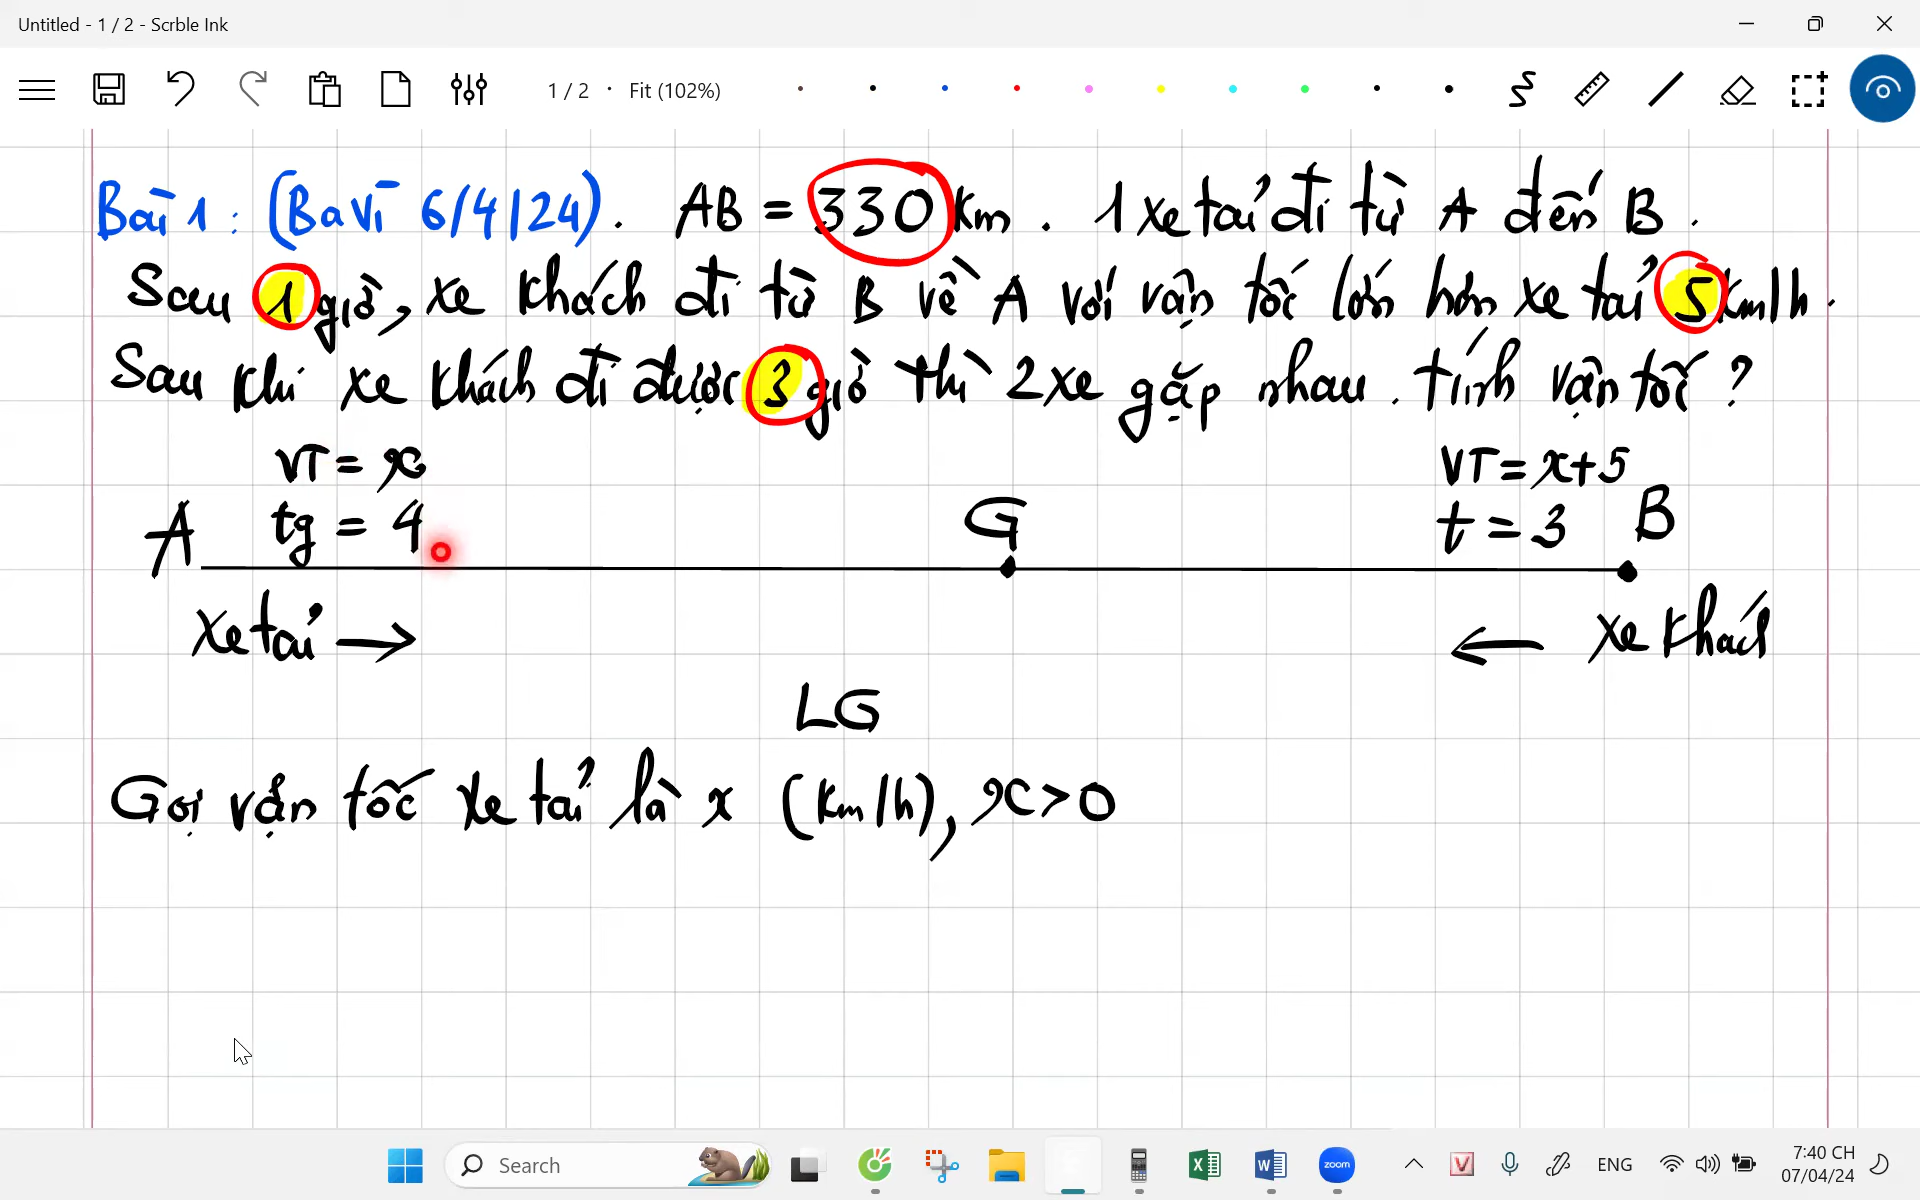 Untitled - 1 / 2 - Scrble Ink
1 / 2 · Fit (102%)
Bài 1: (Ba Vì 6/4/24). AB = 330 Km. 1 xe tải đi từ A đến B.
Sau 1 giờ, xe khách đi từ B về A với vận tốc lớn hơn xe tải 5 Km/h.
Sau khi xe khách đi được 3 giờ thì 2 xe gặp nhau. tính vận tốc?
VT = x
VT = x+5
A tg = 4 G t = 3 B
xe tải → ← xe khách
LG
Gọi vận tốc xe tải là x (Km/h), x>0
Search
zoom
ENG
7:40 CH
07/04/24